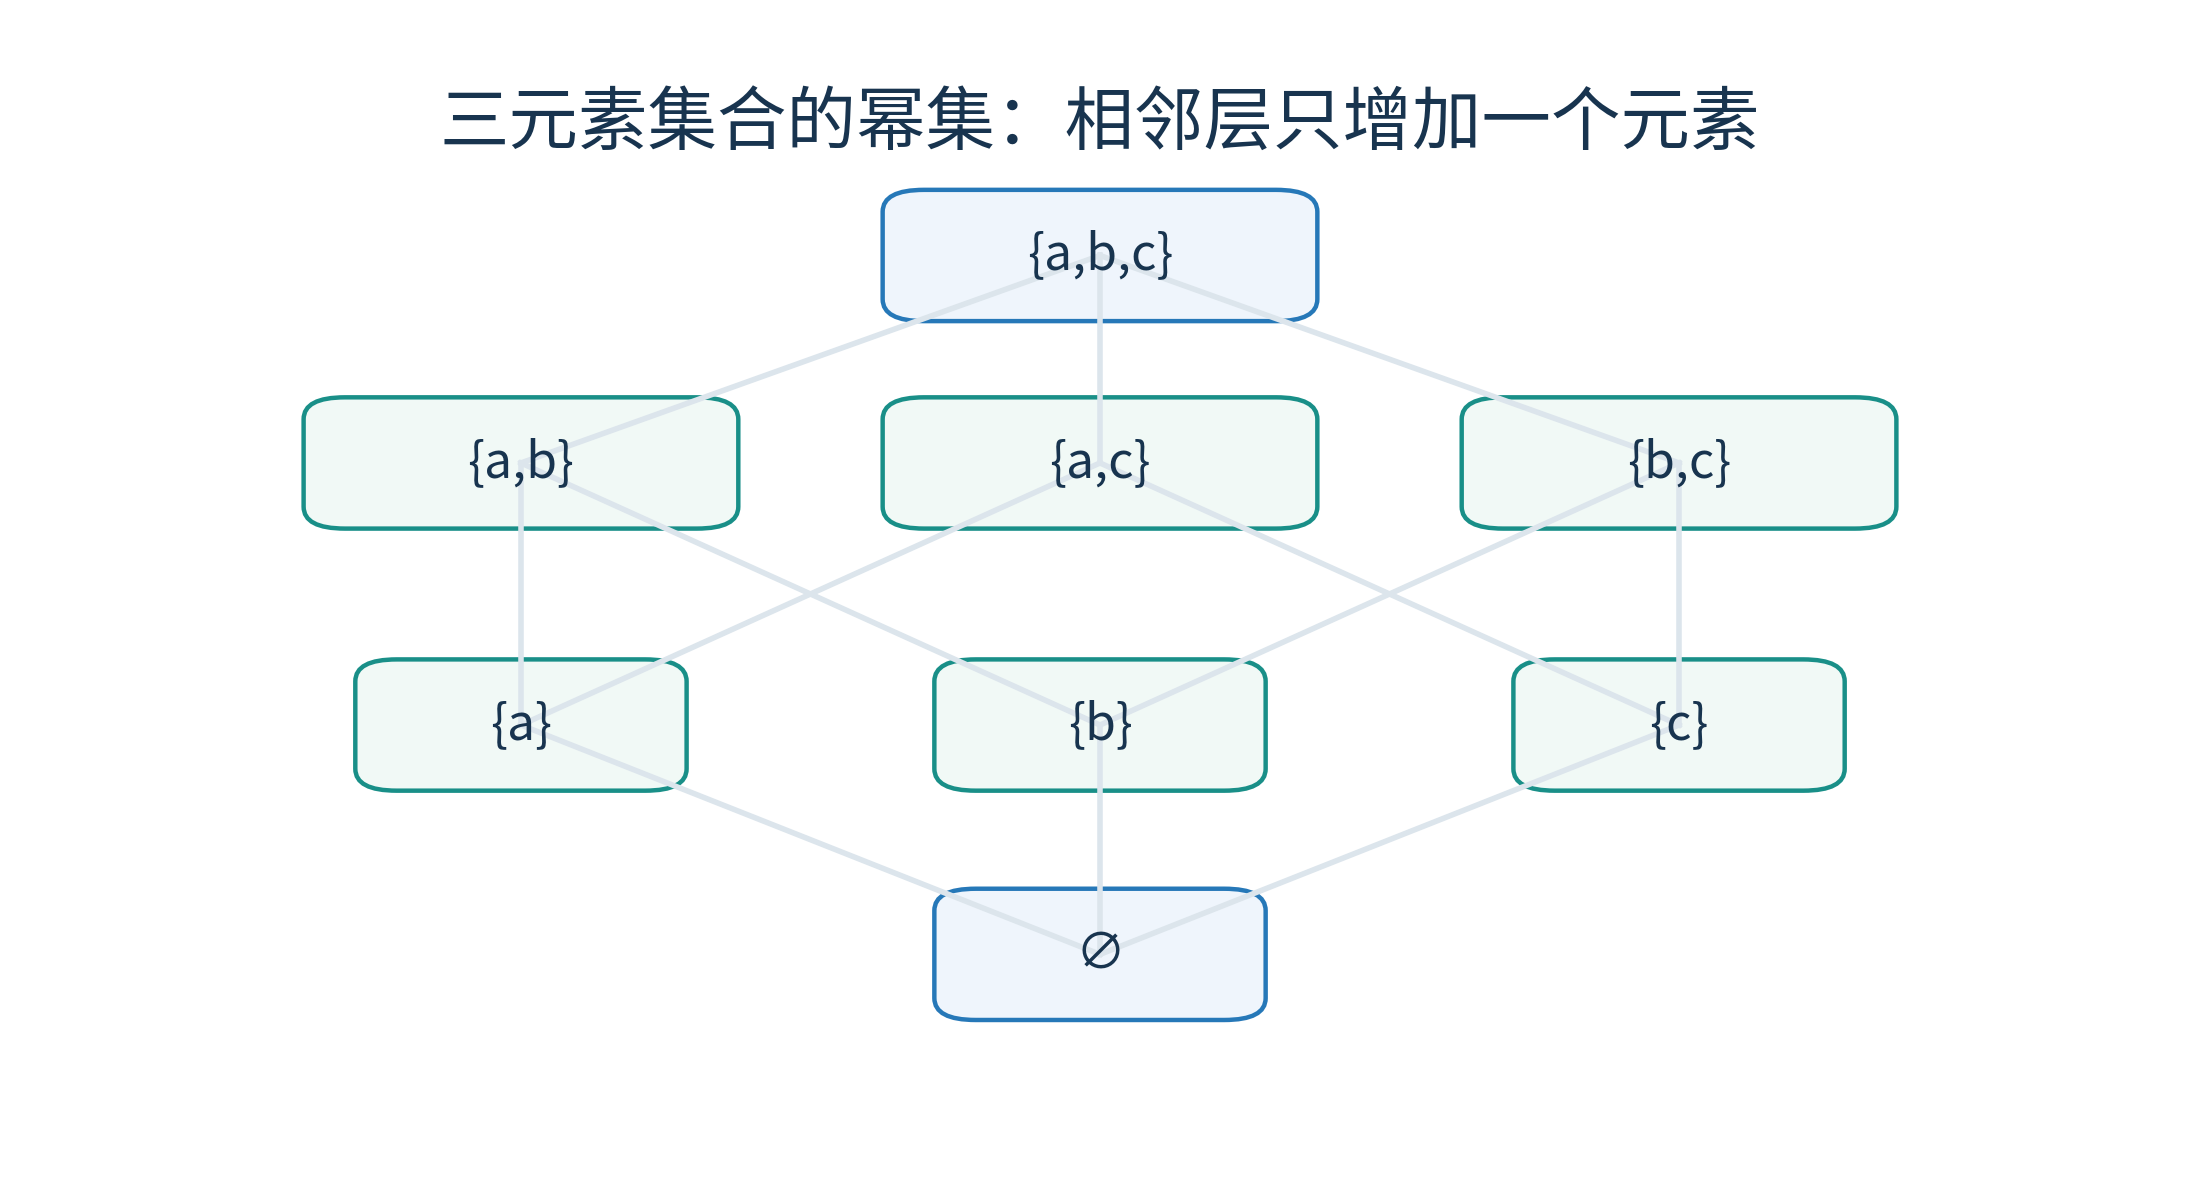 三元素集合的幂集：相邻层只增加一个元素
{a,b,c}
{a,b}
{a,c}
{b,c}
{a}
{b}
{c}
∅